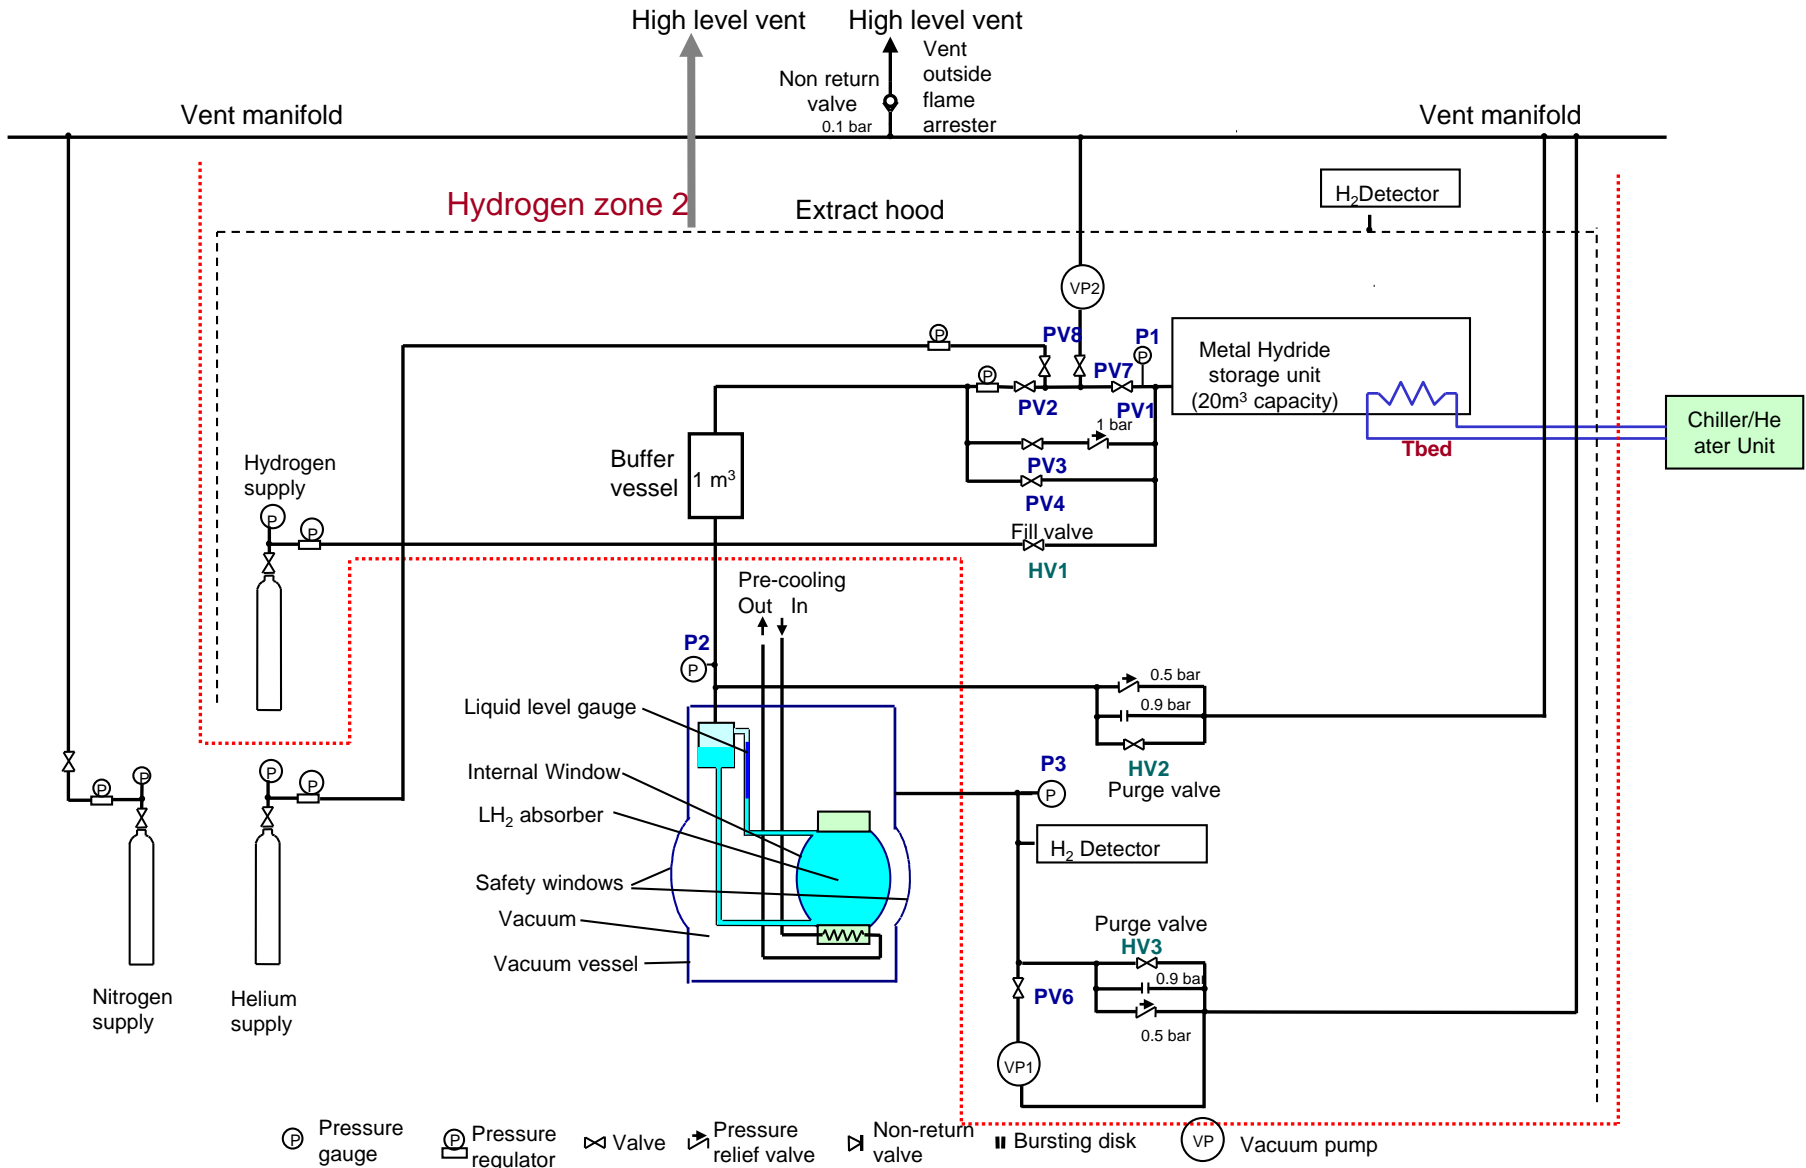 High level vent
High level vent
Vent
outside
flame
arrester
Non return
valve
0.1 bar
Vent manifold
Vent manifold
Hydrogen zone 2
Extract hood
H2Detector
VP2
P
PV8
P1
P
P
PV7
PV2
PV1
1 bar
Metal Hydride
storage unit
(20m3 capacity)
Tbed
Chiller/He
ater Unit
PV3
PV4
Buffer
vessel
1 m3
Hydrogen
supply
P
P
Fill valve
HV1
Pre-cooling
Out In
P2
P
0.5 bar
0.9 bar
HV2
Purge valve
Liquid level gauge
Internal Window
LH2 absorber
Safety windows
Vacuum
Vacuum vessel
P3
P
H2 Detector
P
P
P
P
Nitrogen
supply
Helium
supply
Purge valve
HV3
0.9 bar
0.5 bar
PV6
VP1
P
Pressure
gauge
P
Pressure
regulator
Valve
Pressure
relief valve
Non-return
valve
Bursting disk
VP
Vacuum pump